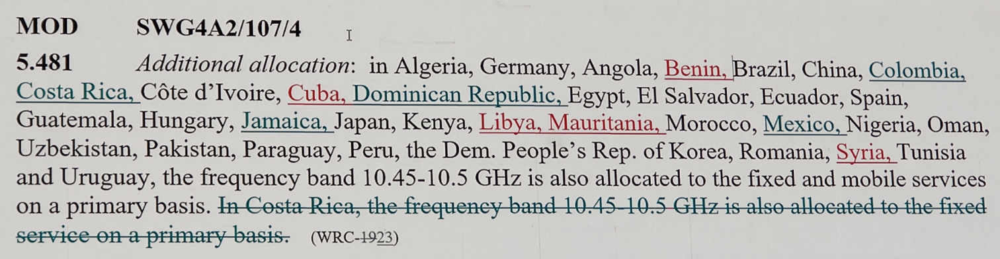 MOD SWG4A2/107/4
5.481 Additional allocation: in Algeria, Germany, Angola, Benin, Brazil, China, Colombia,
Costa Rica, Côte d’Ivoire, Cuba, Dominican Republic, Egypt, El Salvador, Ecuador, Spain,
Guatemala, Hungary, Jamaica, Japan, Kenya, Libya, Mauritania, Morocco, Mexico, Nigeria, Oman,
Uzbekistan, Pakistan, Paraguay, Peru, the Dem. People’s Rep. of Korea, Romania, Syria, Tunisia
and Uruguay, the frequency band 10.45-10.5 GHz is also allocated to the fixed and mobile services
on a primary basis. In Costa Rica, the frequency band 10.45-10.5 GHz is also allocated to the fixed
service on a primary basis. (WRC-1923)